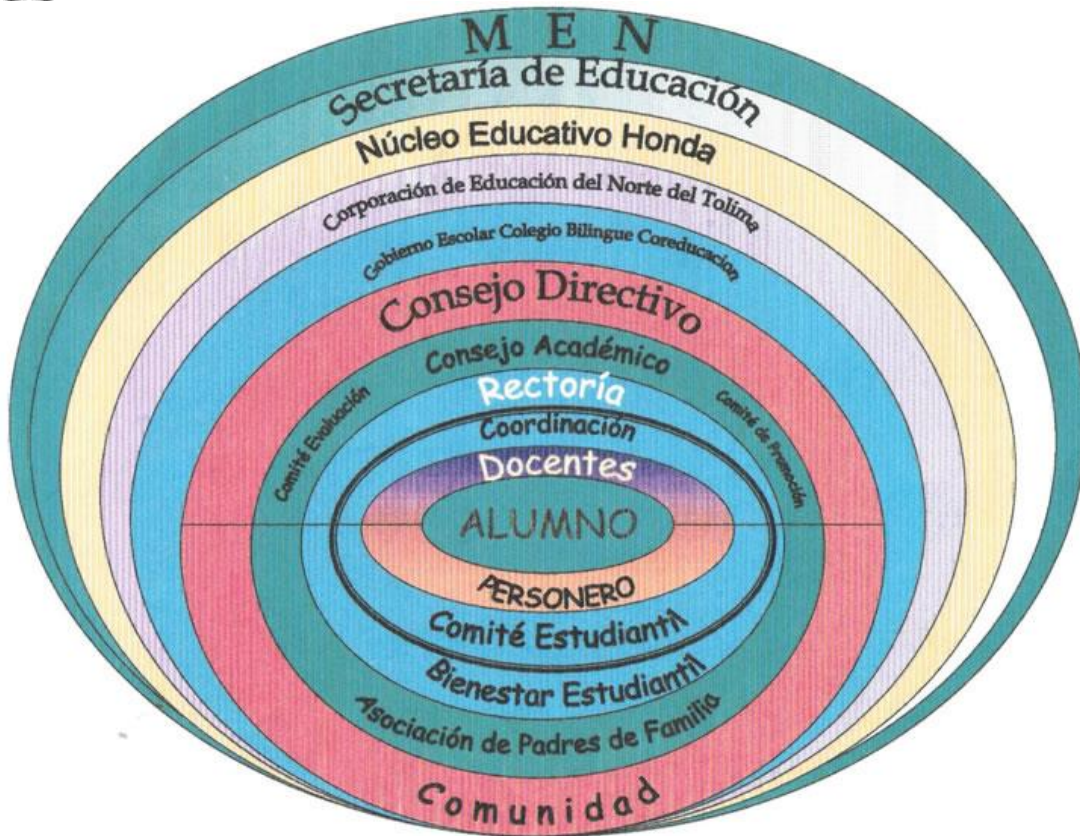 M E N
Secretaría de Educación
Núcleo Educativo Honda
Corporación de Educación del Norte del Tolima
Gobierno Escolar Colegio Bilingue Coreducacion
Consejo Directivo
Consejo Académico
Comité Evaluación
Comité de Promoción
Rectoría
Coordinación
Docentes
ALUMNO
PERSONERO
Comité Estudiantil
Bienestar Estudiantil
Asociación de Padres de Familia
Comunidad